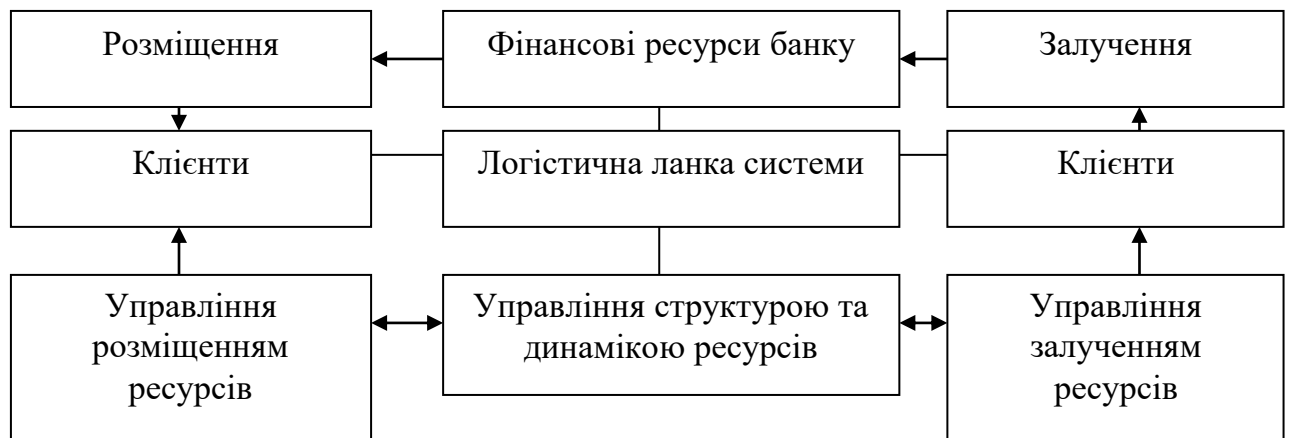 Розміщення
Фінансові ресурси банку
Залучення
Клієнти
Логістична ланка системи
Клієнти
Управління
розміщенням
ресурсів
Управління структурою та
динамікою ресурсів
Управління
залученням
ресурсів